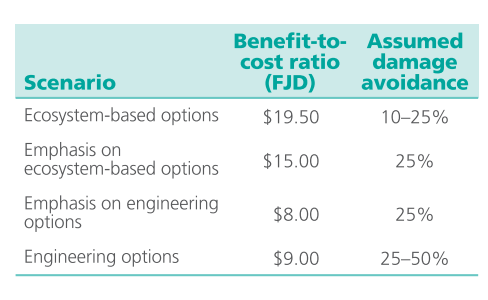 Scenario Benefit-to-cost ratio (FJD) Assumed damage avoidance
Ecosystem-based options $19.50 10–25%
Emphasis on
ecosystem-based options $15.00 25%
Emphasis on engineering
options $8.00 25%
Engineering options $9.00 25–50%